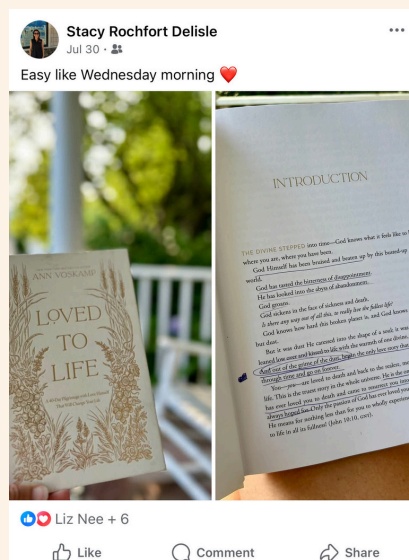 Stacy Rochfort Delisle
Jul 30 ·
Easy like Wednesday morning ❤️
ANN VOSKAMP
LOVED
TO
LIFE
INTRODUCTION
THE DIVINE STEPPED into time—God knows what it feels like to
where you are, where you have been.
God Himself has been bruised and beaten up by this beated-up
world.
God has tasted the bitterness of disappointment.
He has looked into the abyss of abandonment.
God groans.
God sickens in the face of sickness and death.
Is there any way out of all this, to really live the fullest life?
God knows how hard this broken planet is, and God knows
but dust.
But it was dust He caressed into the shape of a soul; it was
leaned low over and kissed to life with the warmth of one divine
And out of the grime of the dust, begin the only love story that
through time and go on forever.
You—yes—are loved to death and back to the realest, most
life. This is the truest story in the whole universe. He is the one
has ever loved you to death and came to resurrect you into
always hoped for. Only the passion of God has ever loved you
He means for nothing less than for you to wholly experience
to life in all its fullness! (John 10:10, GNT).
Liz Nee + 6
Like
Comment
Share